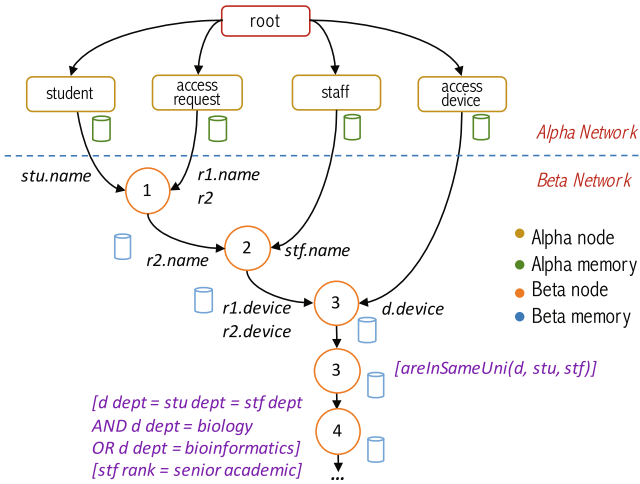 root
student
access
request
staff
access
device
Alpha Network
Beta Network
stu.name
r1.name
r2
1
r2.name
2
stf.name
r1.device
r2.device
3
d.device
Alpha node
Alpha memory
Beta node
Beta memory
3
[areInSameUni(d, stu, stf)]
[d dept = stu dept = stf dept
AND d dept = biology
OR d dept = bioinformatics]
[stf rank = senior academic]
4
...